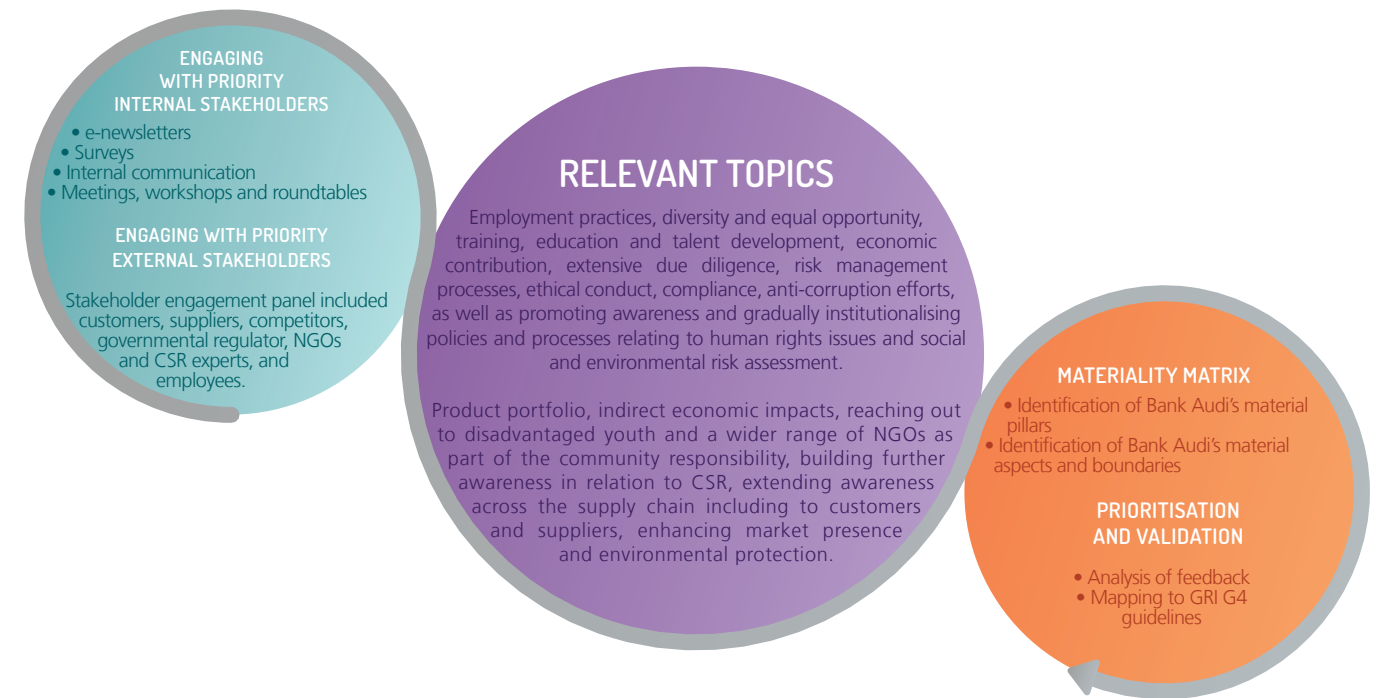 ENGAGING
WITH PRIORITY
INTERNAL STAKEHOLDERS
• e-newsletters
• Surveys
• Internal communication
• Meetings, workshops and roundtables
ENGAGING WITH PRIORITY
EXTERNAL STAKEHOLDERS
Stakeholder engagement panel included
customers, suppliers, competitors,
governmental regulator, NGOs
and CSR experts, and
employees.
RELEVANT TOPICS
Employment practices, diversity and equal opportunity,
training, education and talent development, economic
contribution, extensive due diligence, risk management
processes, ethical conduct, compliance, anti-corruption efforts,
as well as promoting awareness and gradually institutionalising
policies and processes relating to human rights issues and social
and environmental risk assessment.
Product portfolio, indirect economic impacts, reaching out
to disadvantaged youth and a wider range of NGOs as
part of the community responsibility, building further
awareness in relation to CSR, extending awareness
across the supply chain including to customers
and suppliers, enhancing market presence
and environmental protection.
MATERIALITY MATRIX
• Identification of Bank Audi’s material
pillars
• Identification of Bank Audi’s material
aspects and boundaries
PRIORITISATION
AND VALIDATION
• Analysis of feedback
• Mapping to GRI G4
guidelines